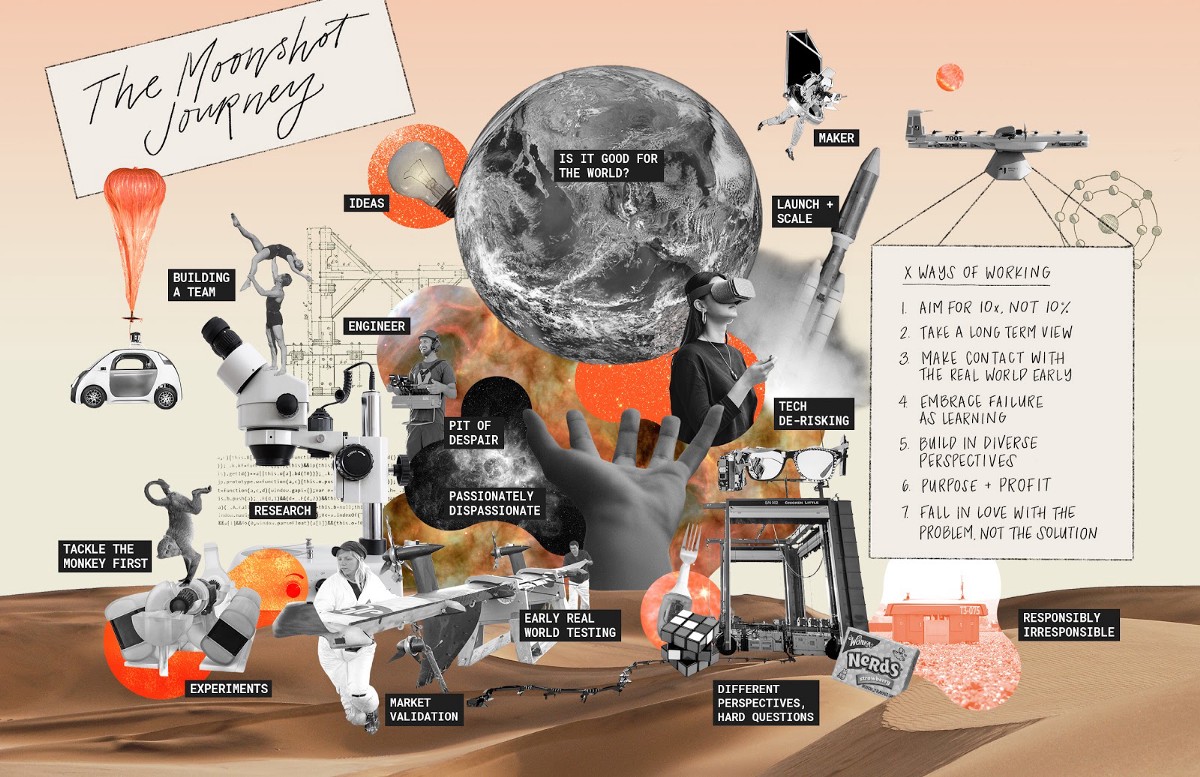 The Moonshot
Journey
IS IT GOOD FOR
THE WORLD?
MAKER
IDEAS
LAUNCH +
SCALE
7003
BUILDING
A TEAM
ENGINEER
X WAYS OF WORKING
1. AIM FOR 10x, NOT 10%
2. TAKE A LONG TERM VIEW
3. MAKE CONTACT WITH
THE REAL WORLD EARLY
4. EMBRACE FAILURE
AS LEARNING
5. BUILD IN DIVERSE
PERSPECTIVES
6. PURPOSE + PROFIT
7. FALL IN LOVE WITH THE
PROBLEM, NOT THE SOLUTION
TECH
DE-RISKING
PIT OF
DESPAIR
PASSIONATELY
DISPASSIONATE
RESEARCH
TACKLE THE
MONKEY FIRST
EARLY REAL
WORLD TESTING
T3-075
RESPONSIBLY
IRRESPONSIBLE
WONKA
NeRdS
strawberry
EXPERIMENTS
MARKET
VALIDATION
DIFFERENT
PERSPECTIVES,
HARD QUESTIONS